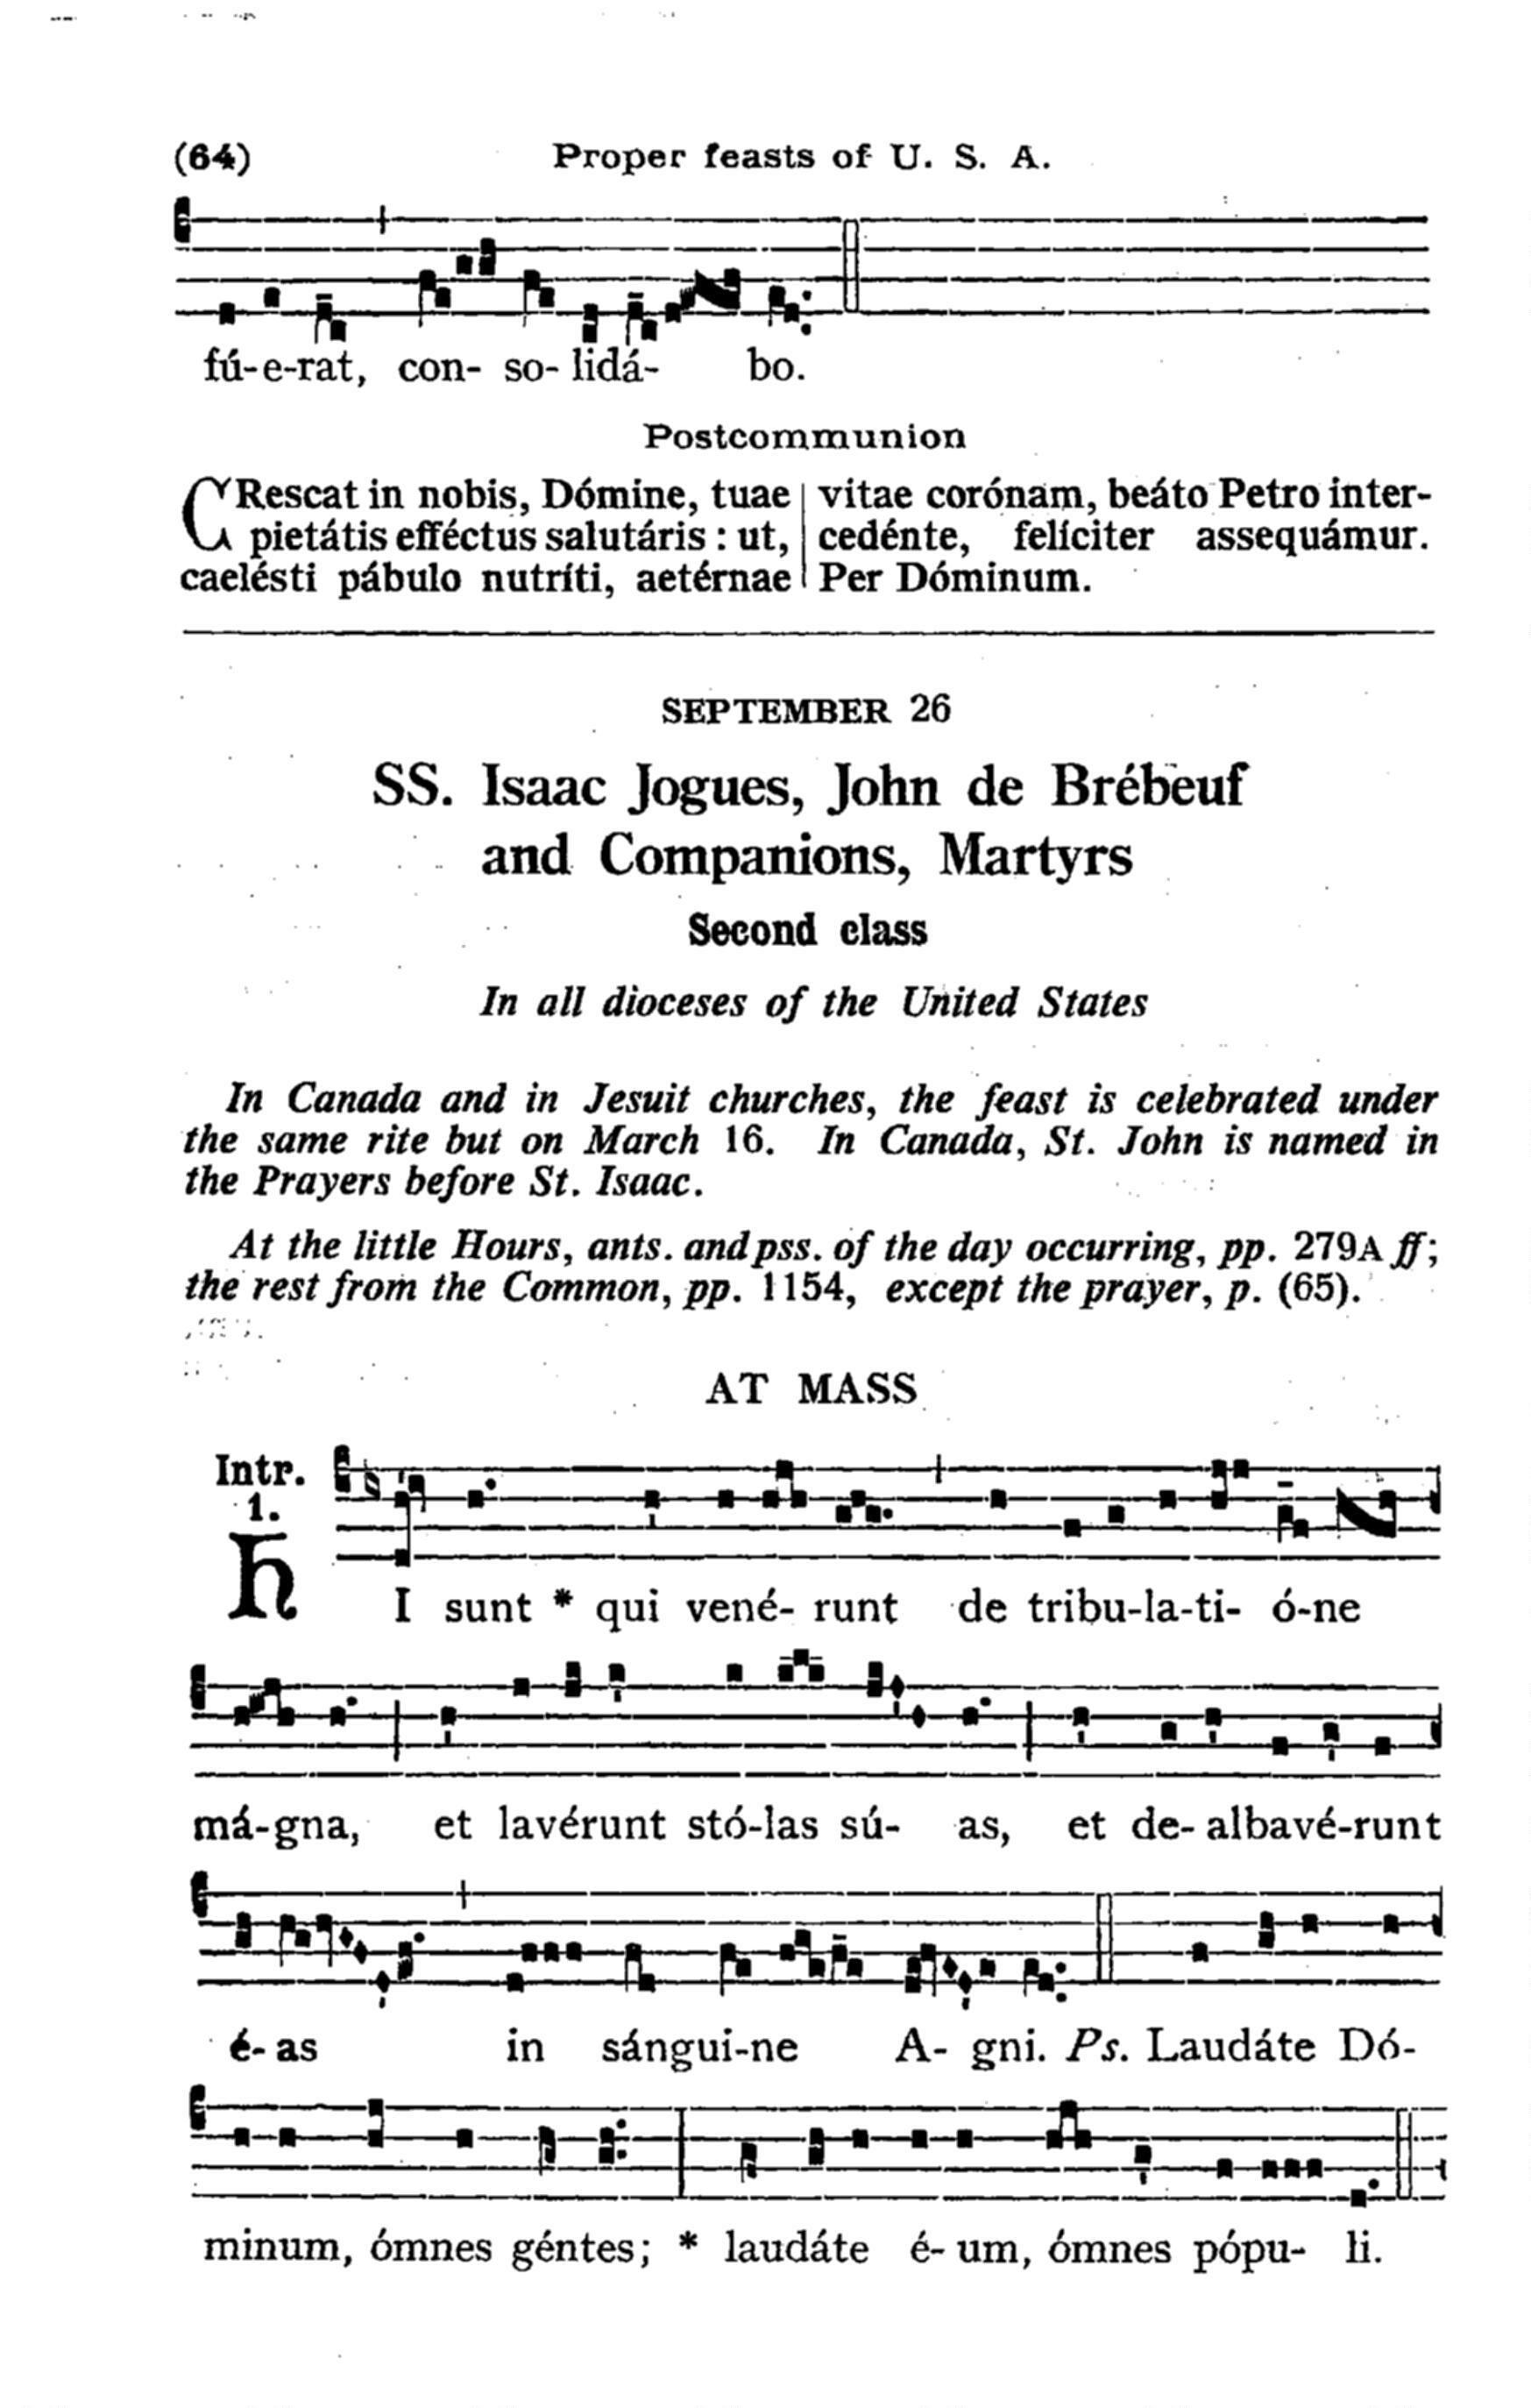 (64) Proper feasts of U. S. A.
fú-e-rat, con- so- lidá- bo.
Postcommunion
CRescat in nobis, Dómine, tuae
pietátis efféctus salutáris : ut,
caelésti pábulo nutríti, aetérnae
vitae corónam, beáto Petro inter-
cedénte, felíciter assequámur.
Per Dóminum.
SEPTEMBER 26
SS. Isaac Jogues, John de Brébeuf
and Companions, Martyrs
Second class
In all dioceses of the United States
In Canada and in Jesuit churches, the feast is celebrated under
the same rite but on March 16. In Canada, St. John is named in
the Prayers before St. Isaac.
At the little Hours, ants. and pss. of the day occurring, pp. 279A ff;
the rest from the Common, pp. 1154, except the prayer, p. (65).
AT MASS
Intr.
1.
HI sunt * qui vené- runt de tribu-la-ti- ó-ne
má-gna, et lavérunt stó-las sú- as, et de- albavé-runt
é- as in sángui-ne A- gni. Ps. Laudáte Dó-
minum, ómnes géntes; * laudáte é- um, ómnes pópu- li.